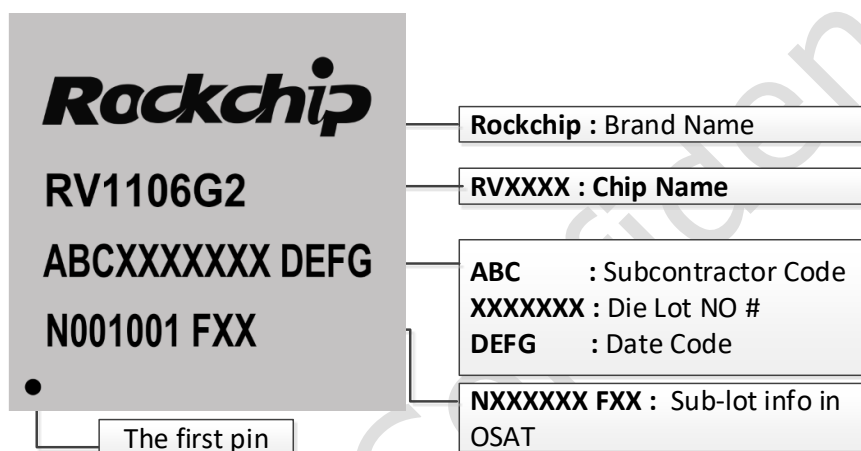 Rockchip
RV1106G2
ABCXXXXXXX DEFG
N001001 FXX
The first pin
Rockchip : Brand Name
RVXXXX : Chip Name
ABC : Subcontractor Code
XXXXXXX : Die Lot NO #
DEFG : Date Code
NXXXXXX FXX : Sub-lot info in
OSAT